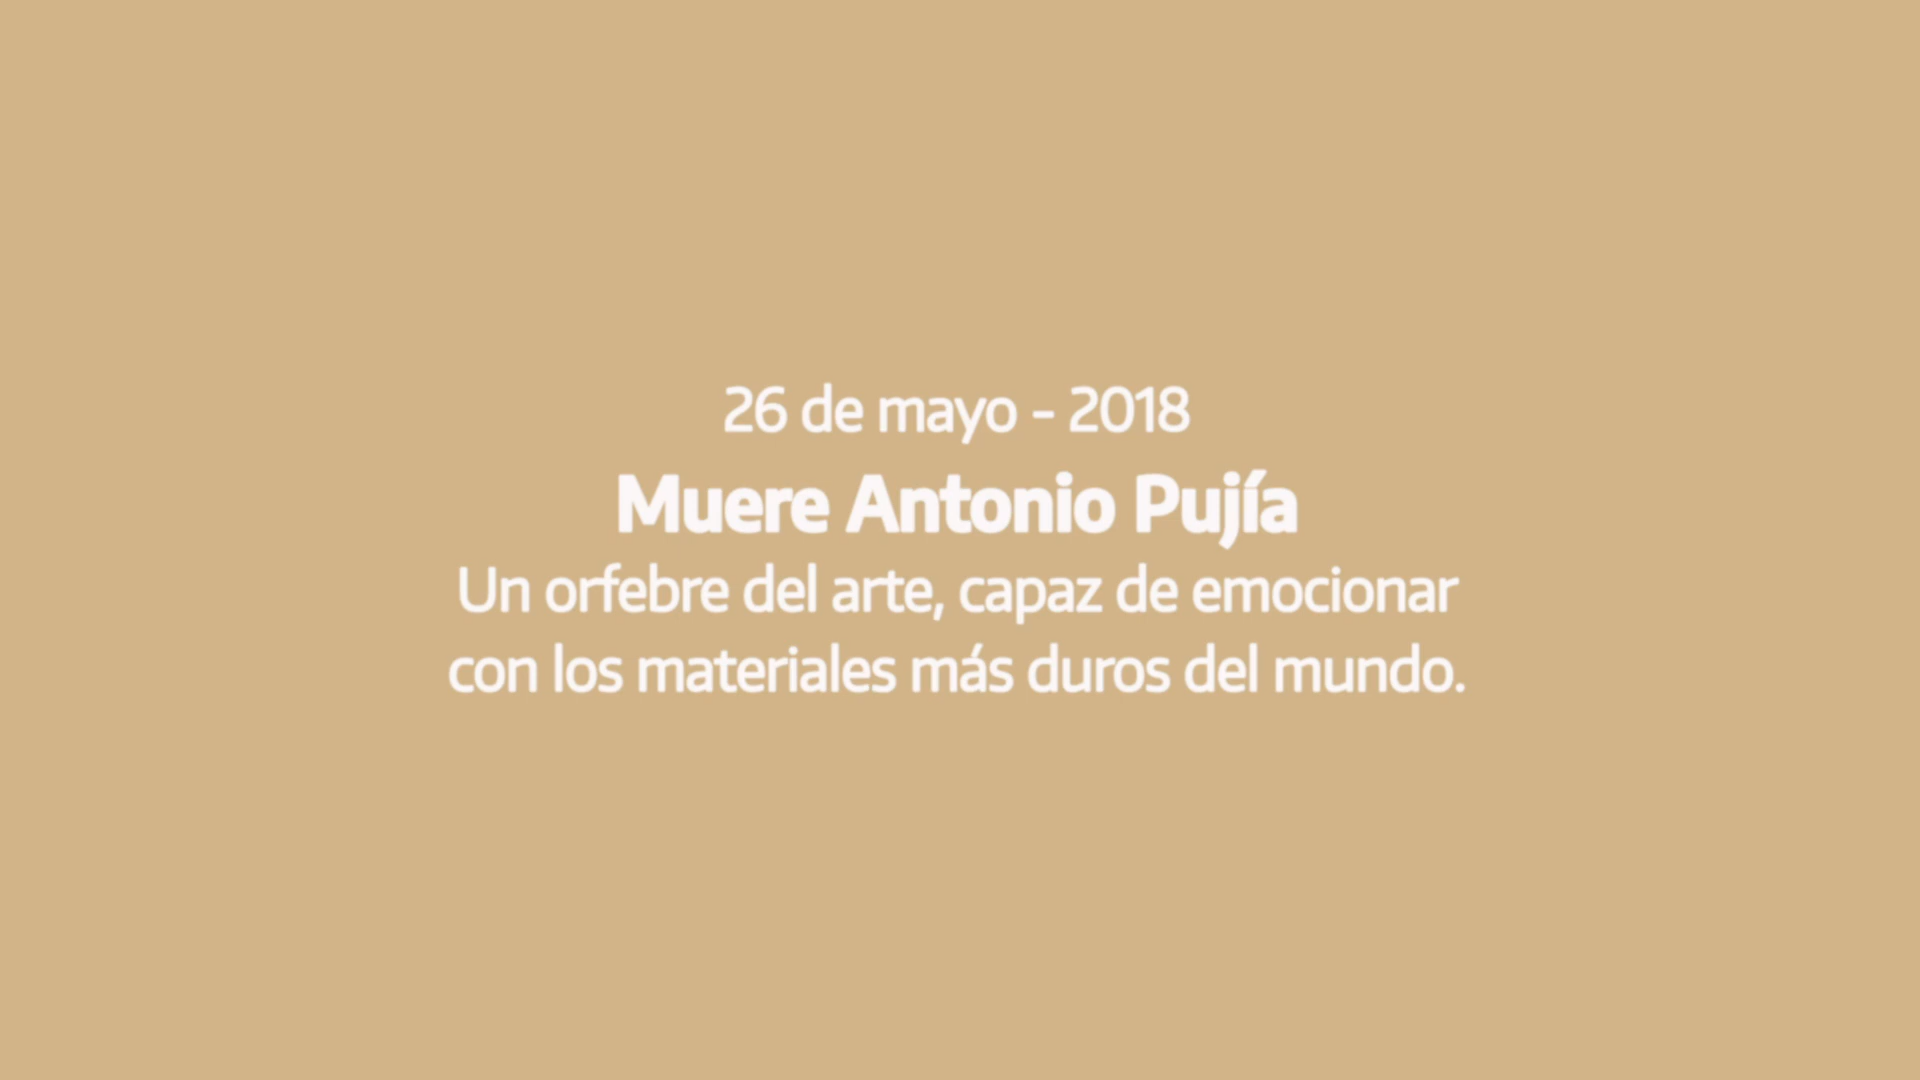 26 de mayo - 2018
Muere Antonio Pujía
Un orfebre del arte, capaz de emocionar
con los materiales más duros del mundo.